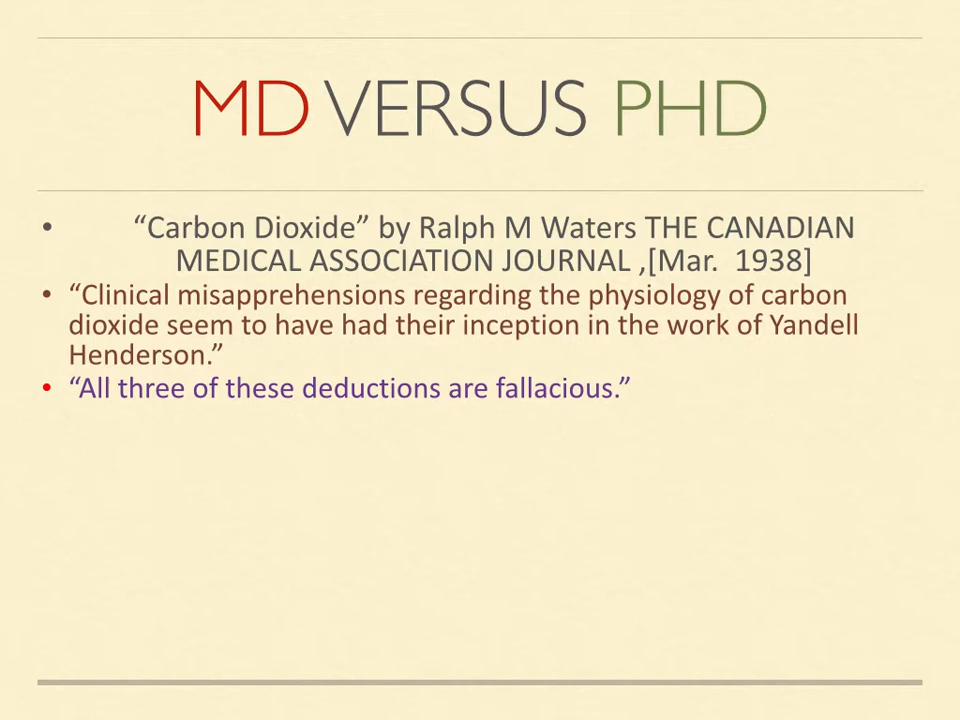 MD VERSUS PHD
• “Carbon Dioxide” by Ralph M Waters THE CANADIAN
MEDICAL ASSOCIATION JOURNAL ,[Mar.  1938]
• “Clinical misapprehensions regarding the physiology of carbon
dioxide seem to have had their inception in the work of Yandell
Henderson.”
• “All three of these deductions are fallacious.”